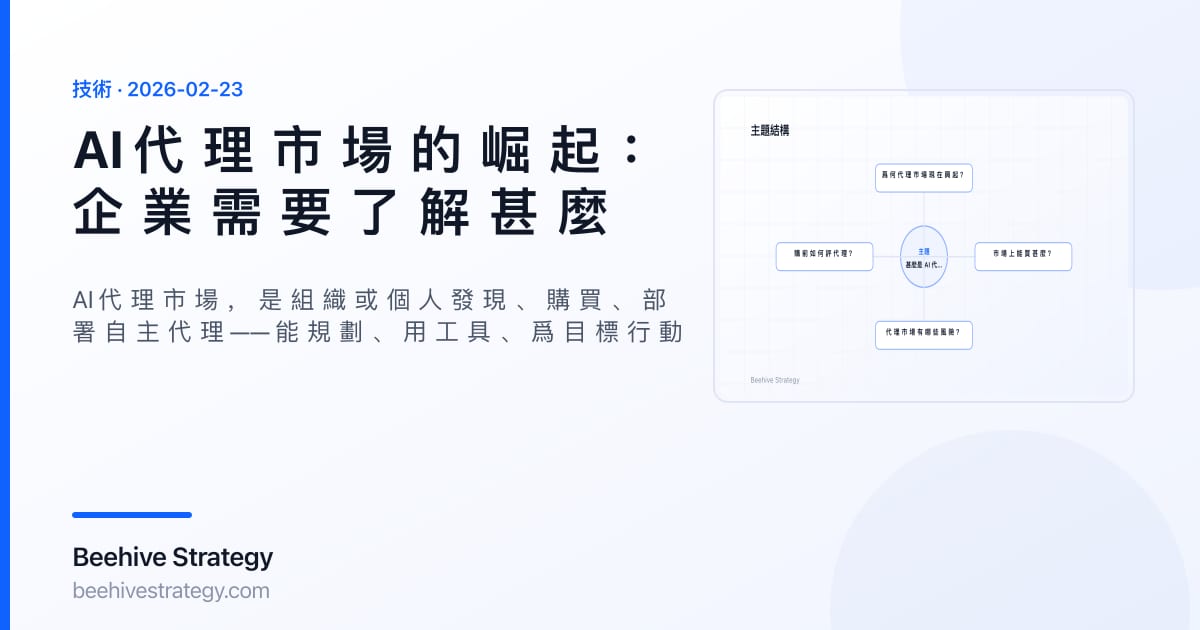 技術 · 2026-02-23
AI代理市場的崛起：
企業需要了解甚麼
AI代理市場，是組織或個人發現、購買、部
署自主代理——能規劃、用工具、爲目標行動
主題結構
爲何代理市場現在興起？
購前如何評代理？
主題
甚麼是 AI 代...
市場上能買甚麼？
代理市場有哪些風險？
Beehive Strategy
Beehive Strategy
beehivestrategy.com